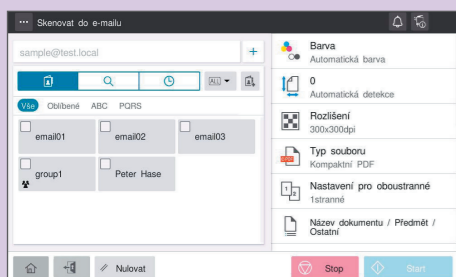 Skenovat do e-mailu
sample@test.local
+
ALL
Vše Oblíbené ABC PQRS
email01 email02 email03
group1 Peter Hase
Barva
Automatická barva
0
Automatická detekce
Rozlišení
300x300dpi
Typ souboru
Kompaktní PDF
Nastavení pro oboustranné
1stranné
Název dokumentu / Předmět /
Ostatní
Nulovat
Stop
Start